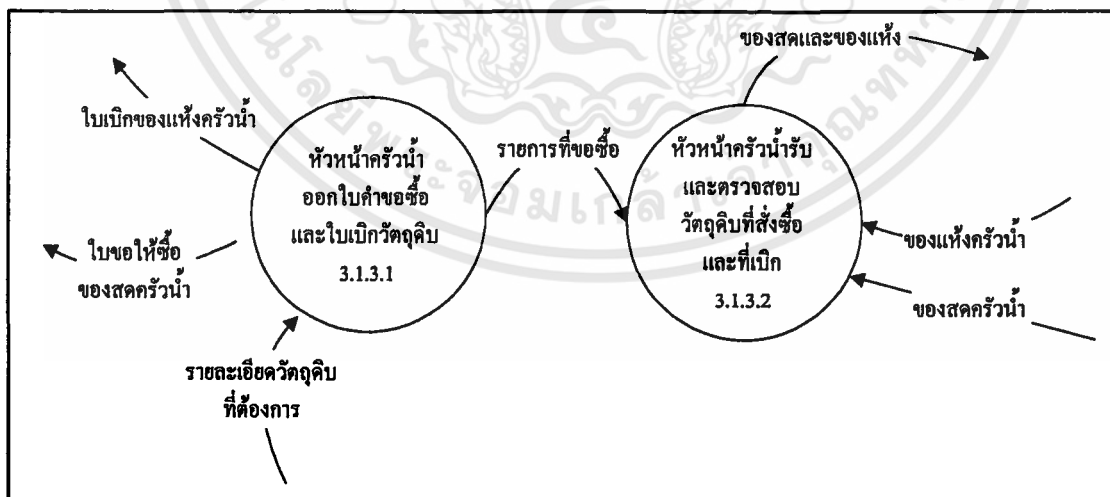 ของสดและของแห้ง
ใบเบิกของแห้งครัวน้ำ
หัวหน้าครัวน้ำ
ออกใบคำขอซื้อ
และใบเบิกวัตถุดิบ
3.1.3.1
รายการที่ขอซื้อ
หัวหน้าครัวน้ำรับ
และตรวจสอบ
วัตถุดิบที่สั่งซื้อ
และที่เบิก
3.1.3.2
ใบขอให้ซื้อ
ของสดครัวน้ำ
ของแห้งครัวน้ำ
ของสดครัวน้ำ
รายละเอียดวัตถุดิบ
ที่ต้องการ